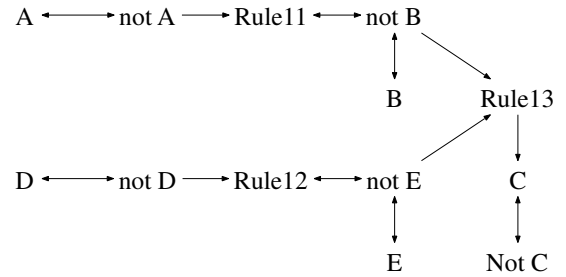 A not A Rule11 not B
B Rule13
D not D Rule12 not E C
E Not C